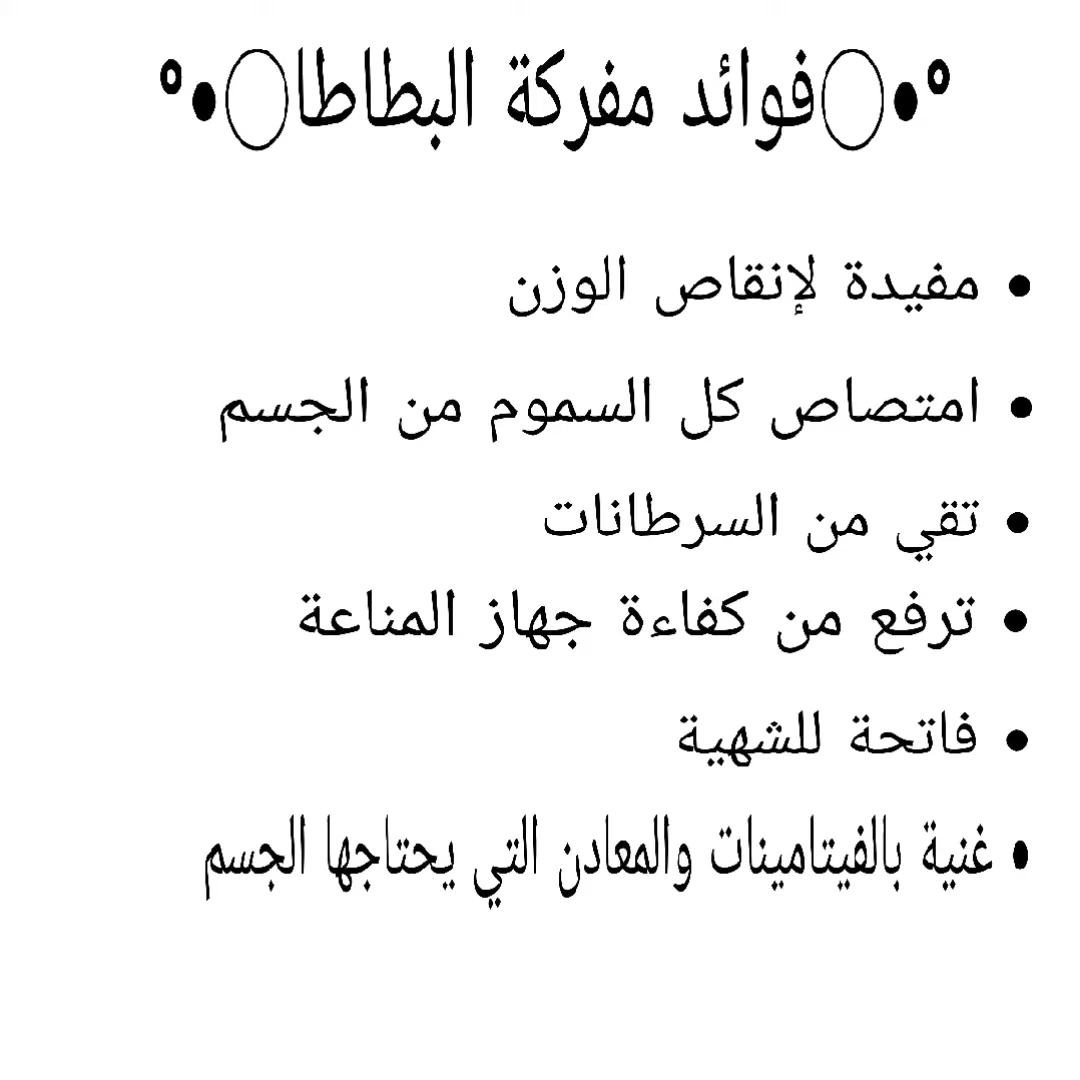 °•○فوائد مفركة البطاطا○•°
• مفيدة لإنقاص الوزن
• امتصاص كل السموم من الجسم
• تقي من السرطانات
• ترفع من كفاءة جهاز المناعة
• فاتحة للشهية
• غنية بالفيتامينات والمعادن التي يحتاجها الجسم